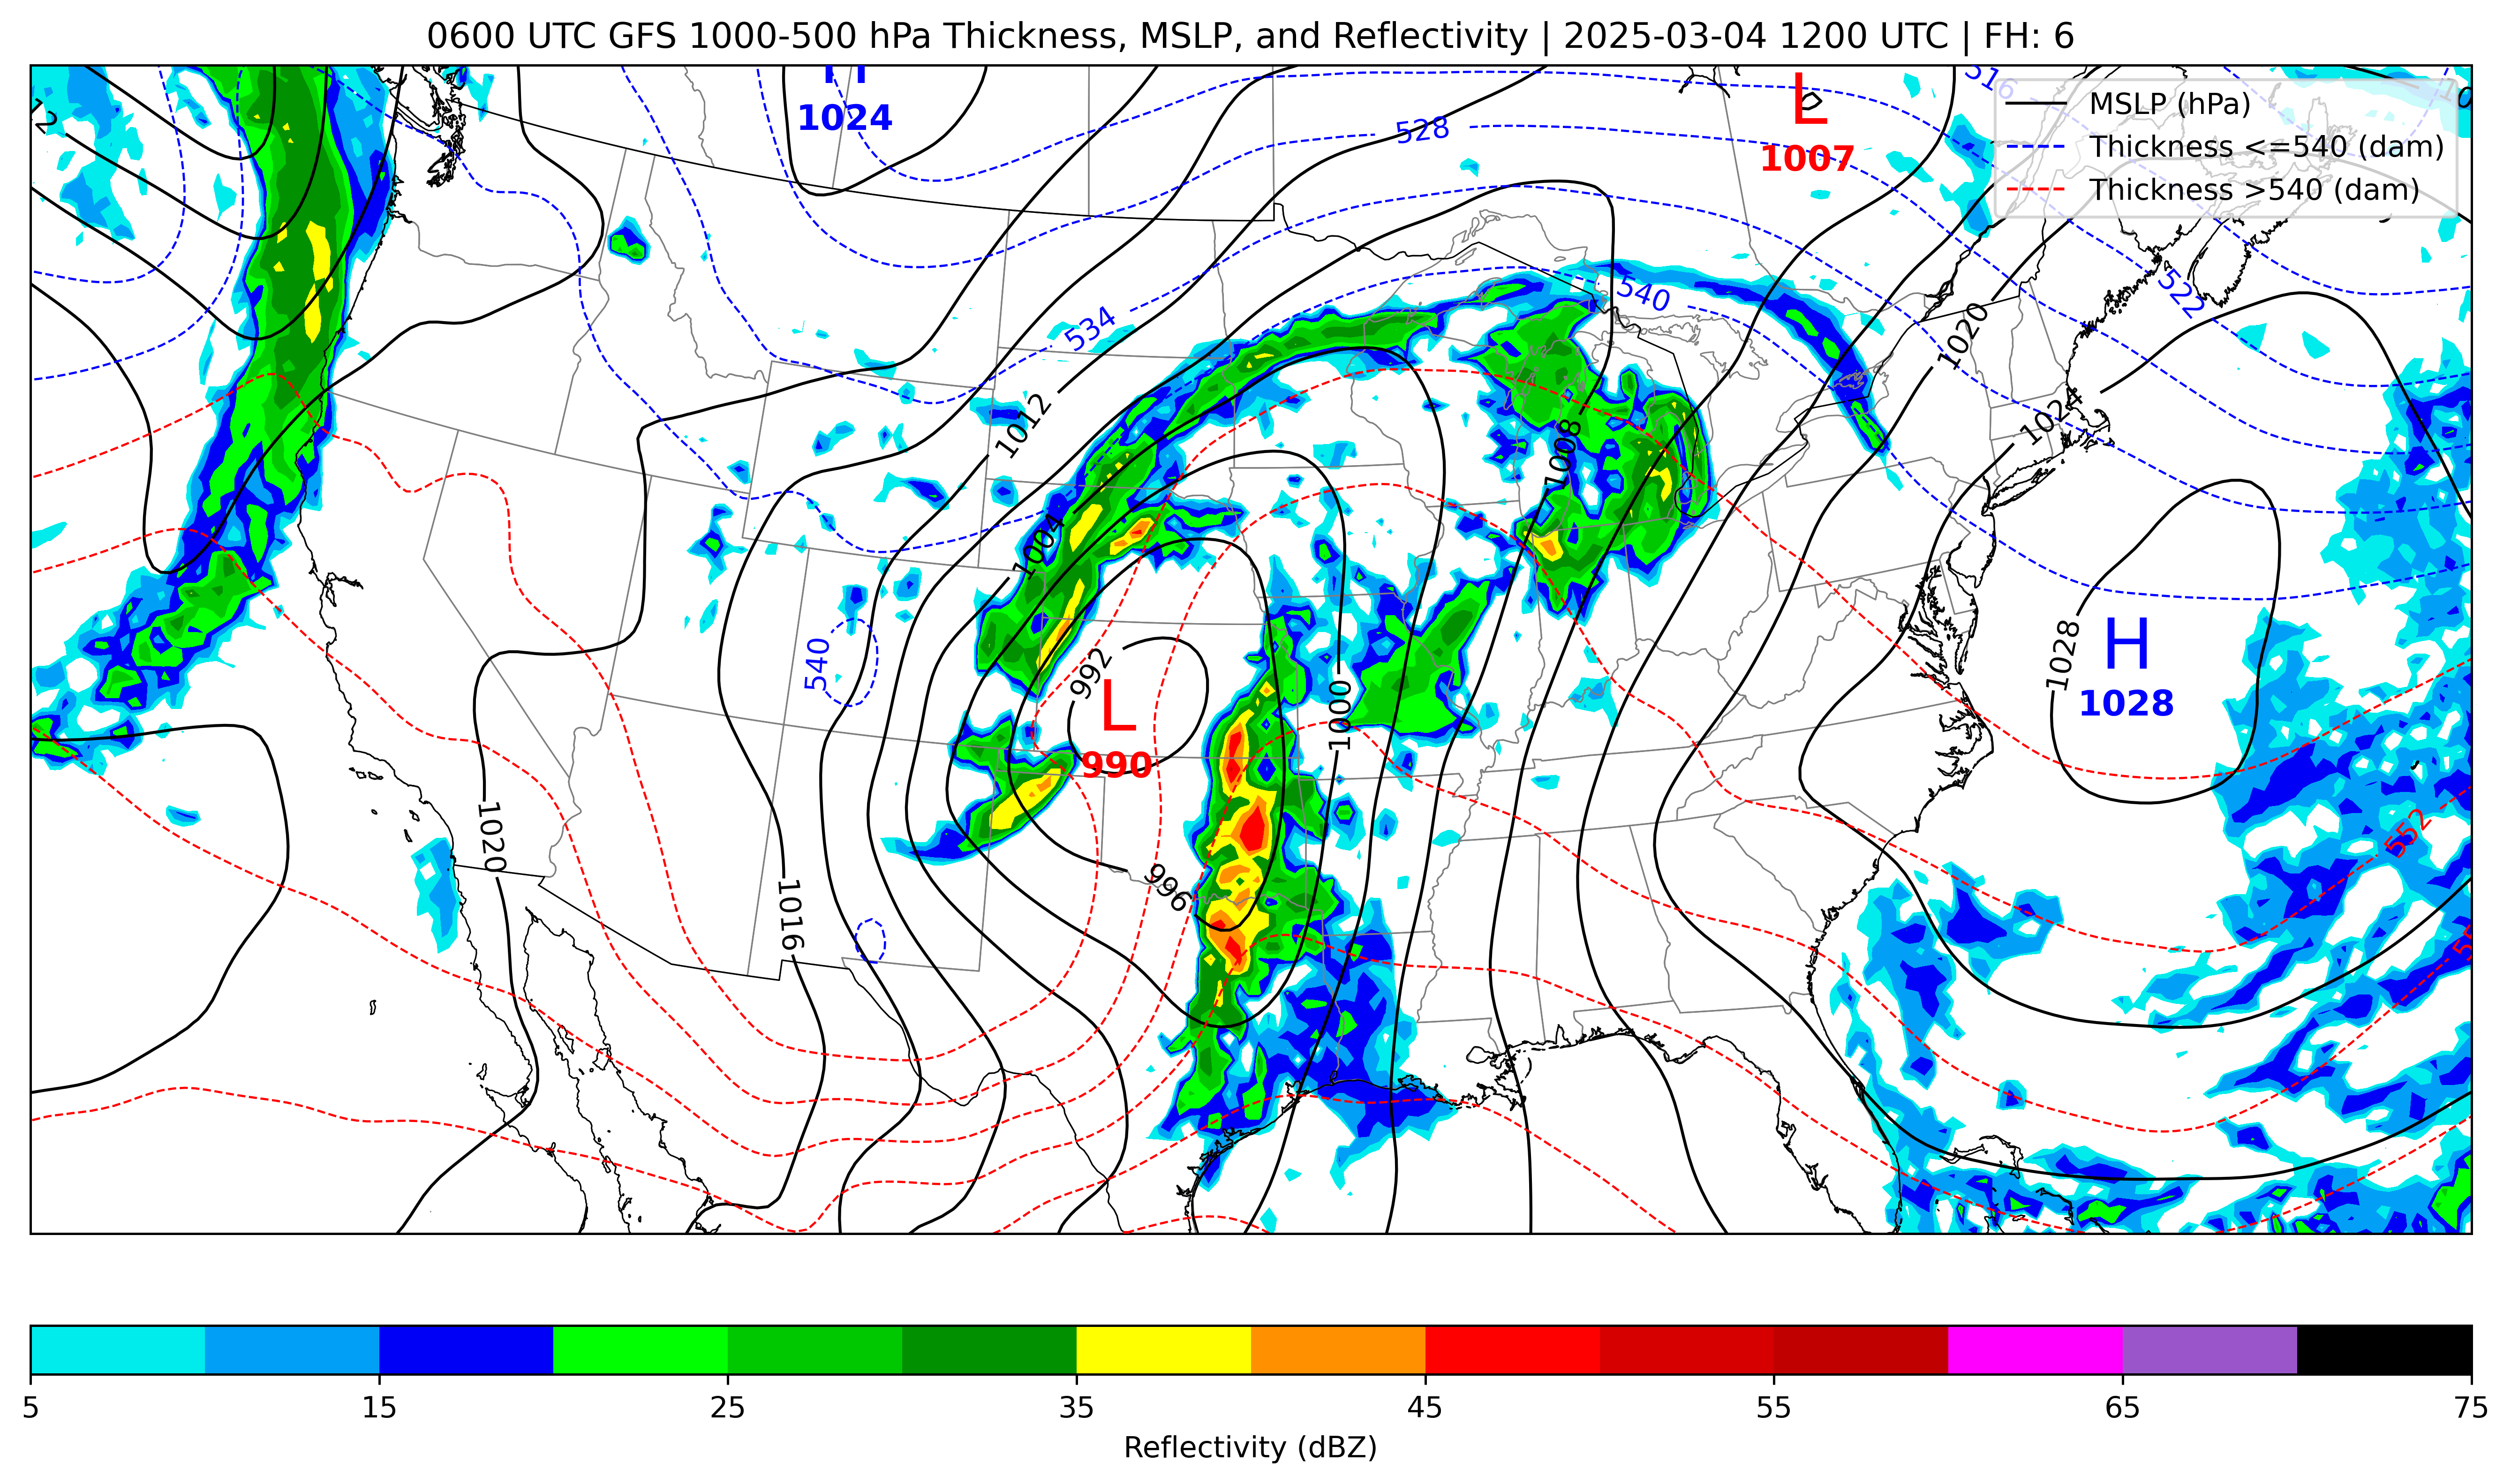 0600 UTC GFS 1000-500 hPa Thickness, MSLP, and Reflectivity | 2025-03-04 1200 UTC | FH: 6
H
1024
L
1007
516
MSLP (hPa)
Thickness <=540 (dam)
Thickness >540 (dam)
528
522
540
534
1020
1012
1024
1008
1004
540
992
L
990
1000
1028
H
1028
1020
1016
996
552
Reflectivity (dBZ)
5 15 25 35 45 55 65 75